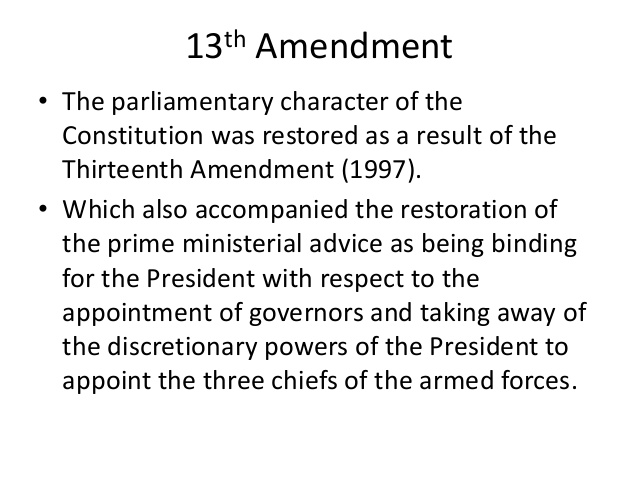 13th Amendment
• The parliamentary character of the
Constitution was restored as a result of the
Thirteenth Amendment (1997).
• Which also accompanied the restoration of
the prime ministerial advice as being binding
for the President with respect to the
appointment of governors and taking away of
the discretionary powers of the President to
appoint the three chiefs of the armed forces.